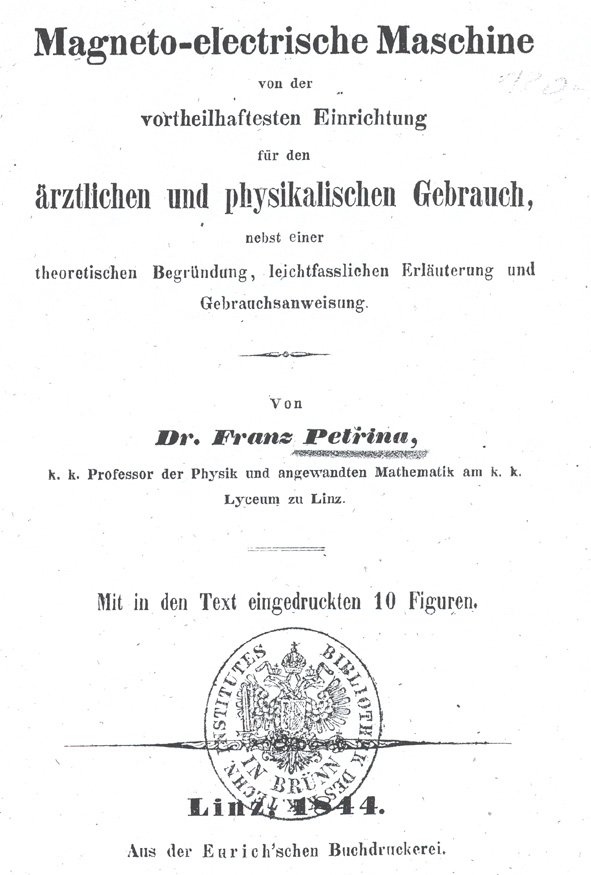 Magneto-electrische Maschine
von der
vortheilhaftesten Einrichtung
für den
ärztlichen und physikalischen Gebrauch,
nebst einer
theoretischen Begründung, leichtfasslichen Erläuterung und
Gebrauchsanweisung.
Von
Dr. Franz Petřina,
k. k. Professor der Physik und angewandten Mathematik am k. k.
Lyceum zu Linz.
Mit in den Text eingedruckten 10 Figuren.
BIBLIOTHEK DES K. K. TECHN. INSTITUTES
IN BRÜNN
Linz, 1844.
Aus der Eurich'schen Buchdruckerei.